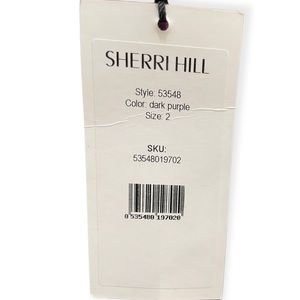 SHERRI HILL
Style: 53548
Color: dark purple
Size: 2
SKU:
53548019702
0 535480 197020